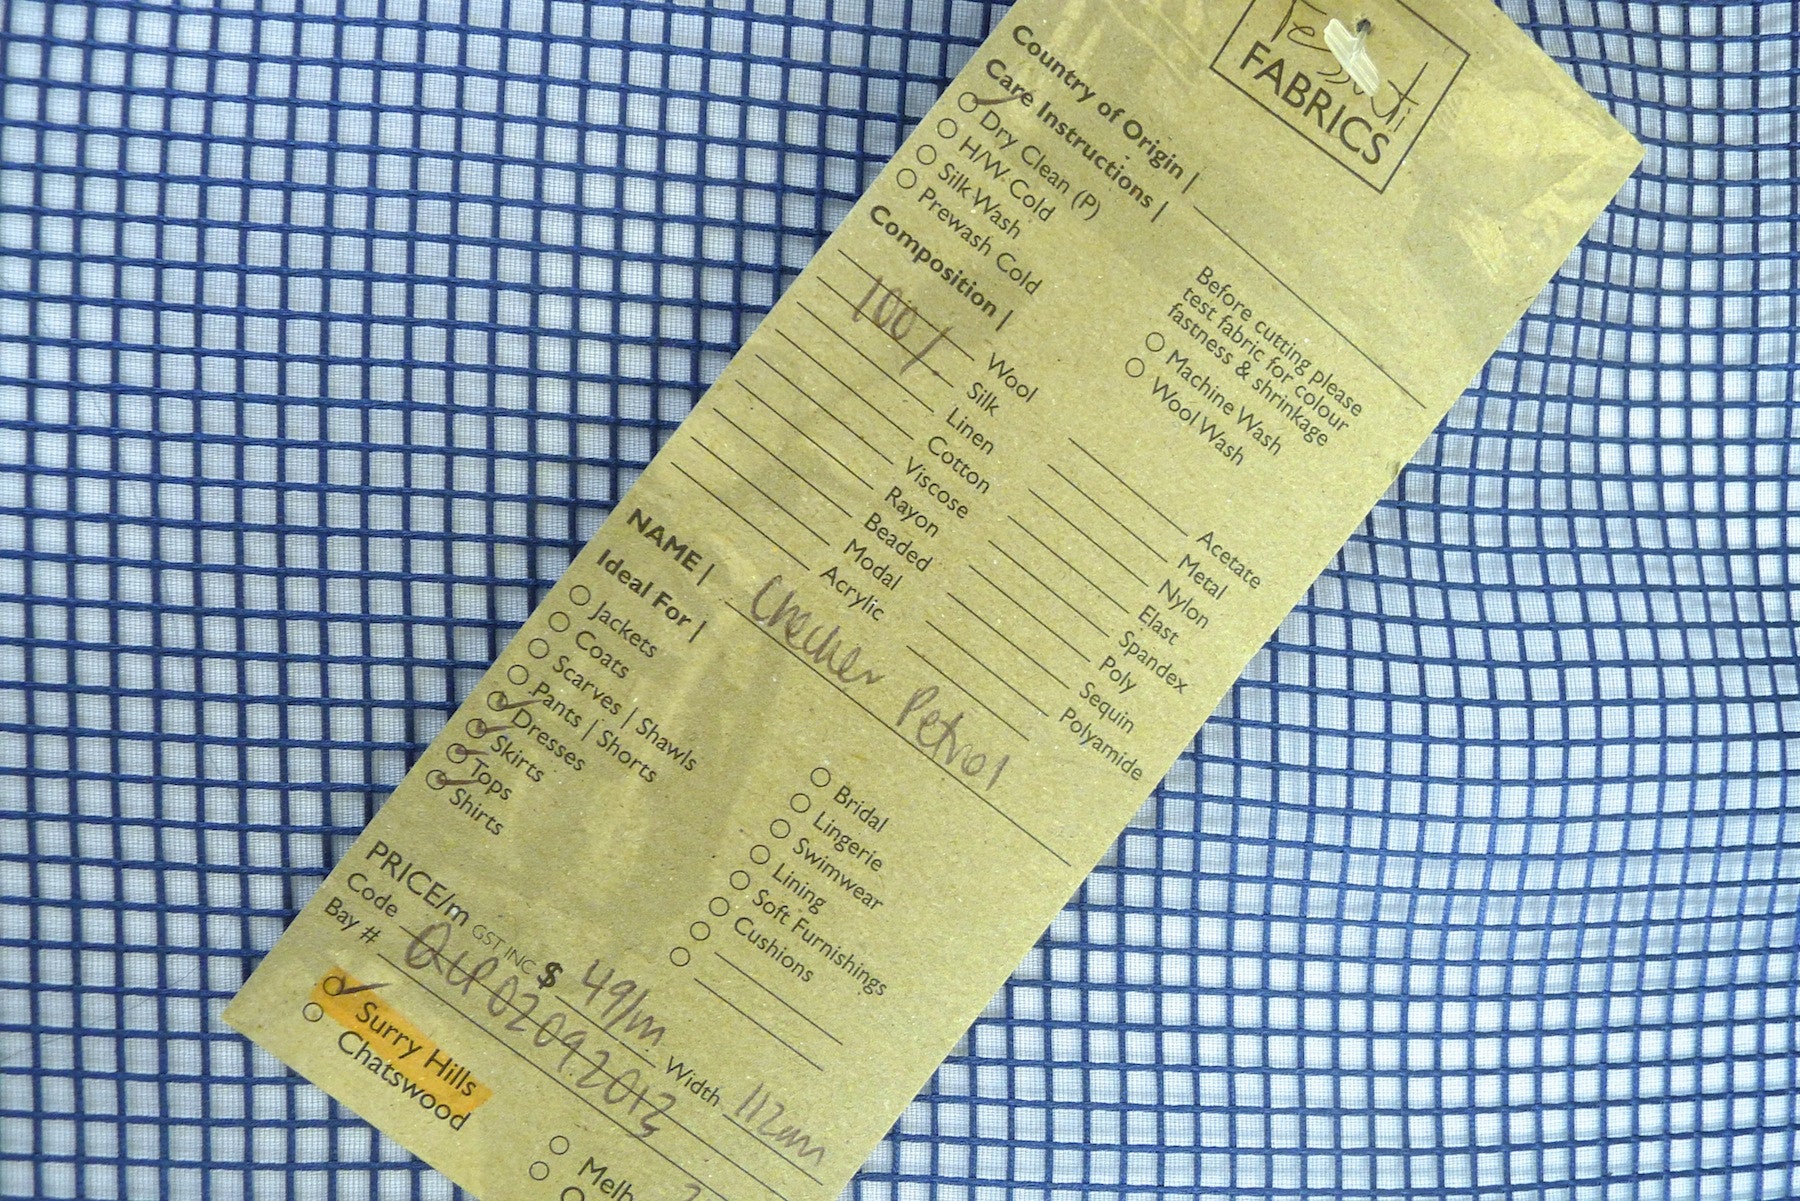 Tessuti
FABRICS
Country of Origin |
Care Instructions |
Dry Clean (P)
H/W Cold
Silk Wash
Prewash Cold
Before cutting please
test fabric for colour
fastness & shrinkage
Machine Wash
Wool Wash
Composition |
Wool
100% Silk
Linen
Cotton
Viscose
Rayon
Beaded
Modal
Acrylic
Acetate
Metal
Nylon
Elast
Spandex
Poly
Sequin
Polyamide
NAME | Checker Petrol
Ideal For |
Jackets
Coats
Scarves | Shawls
Pants | Shorts
Dresses
Skirts
Tops
Shirts
Bridal
Lingerie
Swimwear
Lining
Soft Furnishings
Cushions
PRICE/m GST INC $ 49/m Width 112cm
Code
Bay #
Surry Hills
Chatswood
Melb